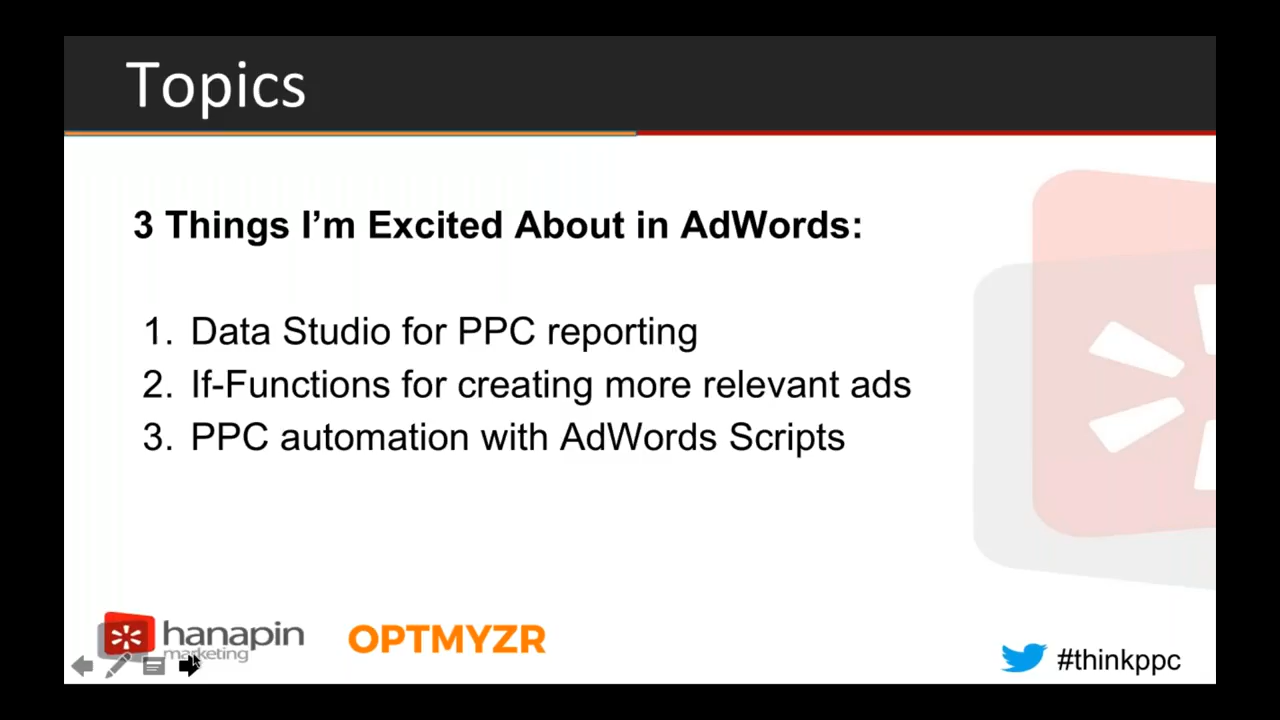 Topics
3 Things I'm Excited About in AdWords:
1. Data Studio for PPC reporting
2. If-Functions for creating more relevant ads
3. PPC automation with AdWords Scripts
hanapin
marketing
OPTMYZR
#thinkppc